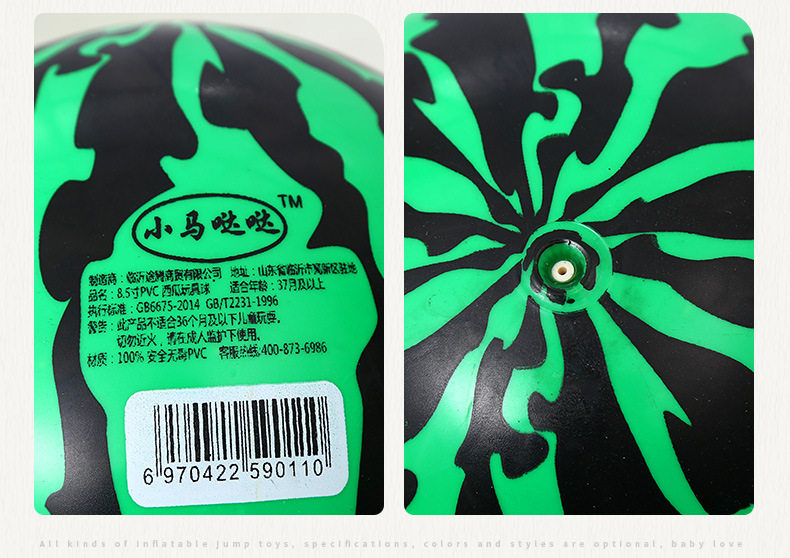 小马哒哒 TM
制造商：临沂途骋商贸有限公司 地址：山东省临沂市高新区驻地
品名：8.5寸PVC 西瓜玩具球 适合年龄：37月及以上
执行标准：GB6675-2014 GB/T2231-1996
警告：此产品不适合36个月及以下儿童玩耍。
切勿近火，请在成人监护下使用。
材质：100% 安全无毒PVC 客服热线:400-873-6986
6 970422 590110
All kinds of inflatable jump toys, specifications, colors and styles are optional, baby love